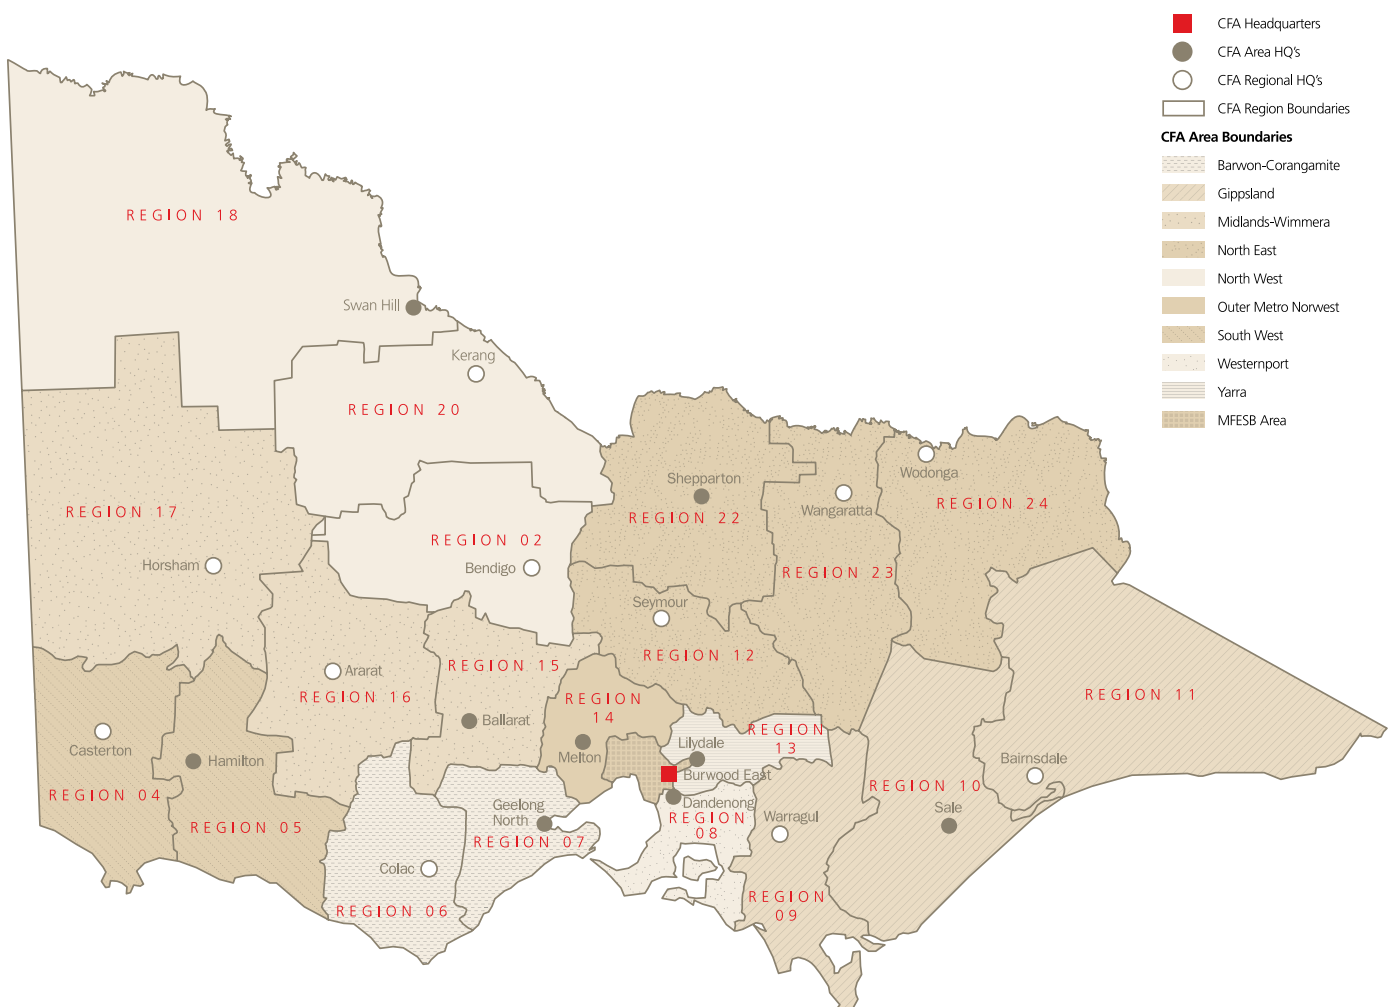 CFA Headquarters
CFA Area HQ's
CFA Regional HQ's
CFA Region Boundaries
CFA Area Boundaries
Barwon-Corangamite
Gippsland
Midlands-Wimmera
North East
North West
Outer Metro Norwest
South West
Westernport
Yarra
MFESB Area
REGION 18
Swan Hill
Kerang
REGION 20
REGION 17
Horsham
REGION 02
Bendigo
Shepparton
REGION 22
Wangaratta
REGION 23
Wodonga
REGION 24
Seymour
REGION 12
Ararat
REGION 16
REGION 15
Ballarat
REGION
14
Melton
Lilydale
REGION
13
Burwood East
Dandenong
REGION
08
Casterton
REGION 04
Hamilton
REGION 05
Geelong
North
REGION 07
Colac
REGION 06
Warragul
REGION
09
REGION 10
Sale
REGION 11
Bairnsdale